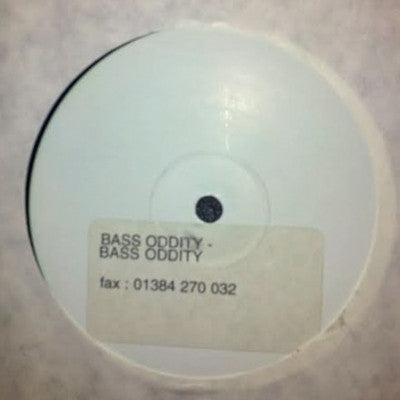 BASS ODDITY -
BASS ODDITY
fax : 01384 270 032